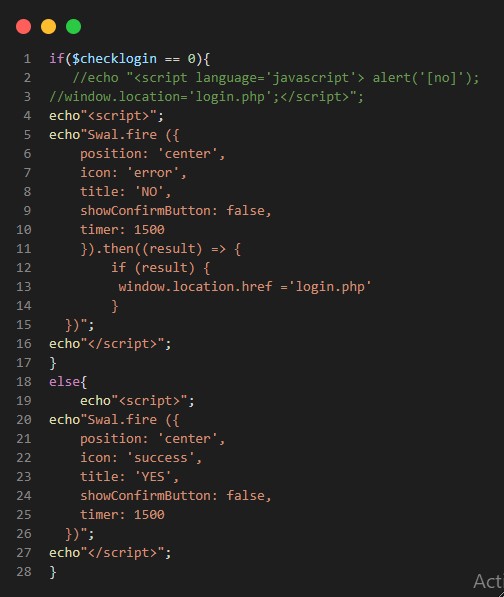 1 if($checklogin == 0){
2 //echo "<script language='javascript'> alert('[no]');
3 //window.location='login.php';</script>";
4 echo"<script>";
5 echo"Swal.fire ({
6 position: 'center',
7 icon: 'error',
8 title: 'NO',
9 showConfirmButton: false,
10 timer: 1500
11 }).then((result) => {
12 if (result) {
13 window.location.href ='login.php'
14 }
15 })";
16 echo"</script>";
17 }
18 else{
19 echo"<script>";
20 echo"Swal.fire ({
21 position: 'center',
22 icon: 'success',
23 title: 'YES',
24 showConfirmButton: false,
25 timer: 1500
26 })";
27 echo"</script>";
28 }